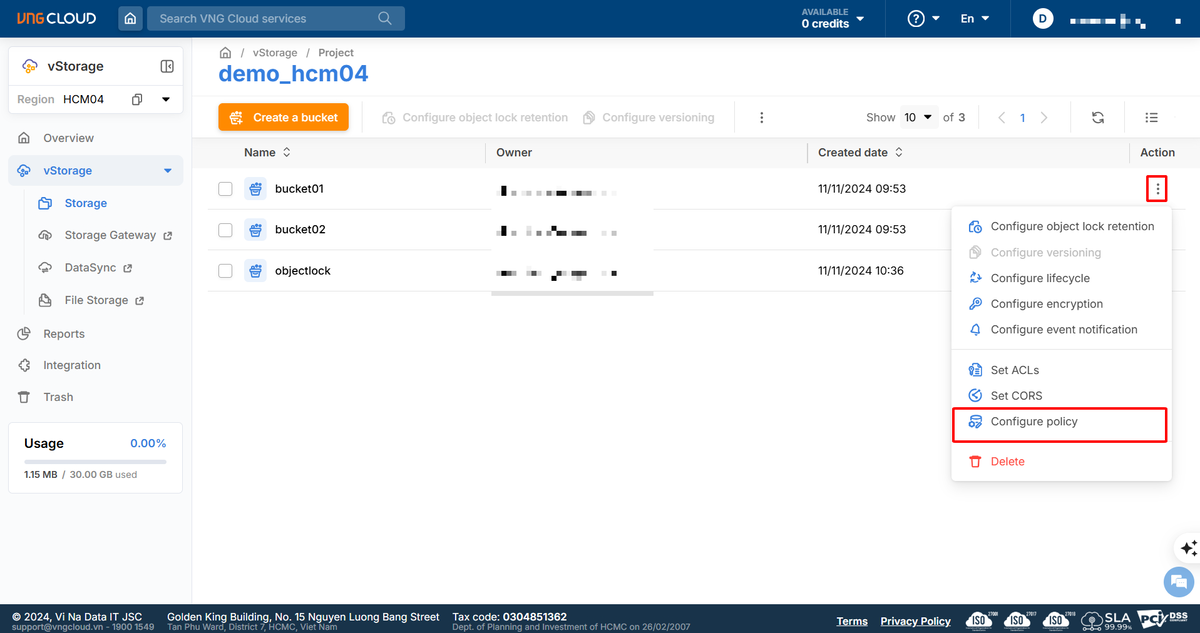 VNG CLOUD
Search VNG Cloud services
AVAILABLE
0 credits
?
En
D
vStorage
Region HCM04
Overview
vStorage
Storage
Storage Gateway
DataSync
File Storage
Reports
Integration
Trash
Usage 0.00%
1.15 MB / 30.00 GB used
/ vStorage / Project
demo_hcm04
Create a bucket
Configure object lock retention
Configure versioning
Show 10 of 3
1
Name Owner Created date Action
bucket01 11/11/2024 09:53
bucket02 11/11/2024 09:53
objectlock 11/11/2024 10:36
Configure object lock retention
Configure versioning
Configure lifecycle
Configure encryption
Configure event notification
Set ACLs
Set CORS
Configure policy
Delete
© 2024, Vi Na Data IT JSC
support@vngcloud.vn - 1900 1549
Golden King Building, No. 15 Nguyen Luong Bang Street
Tan Phu Ward, District 7, HCMC, Viet Nam
Tax code: 0304851362
Dept. of Planning and Investment of HCMC on 26/02/2007
Terms Privacy Policy
ISO 27001
ISO 27017
ISO 27018
SLA
99.99%
PCI DSS